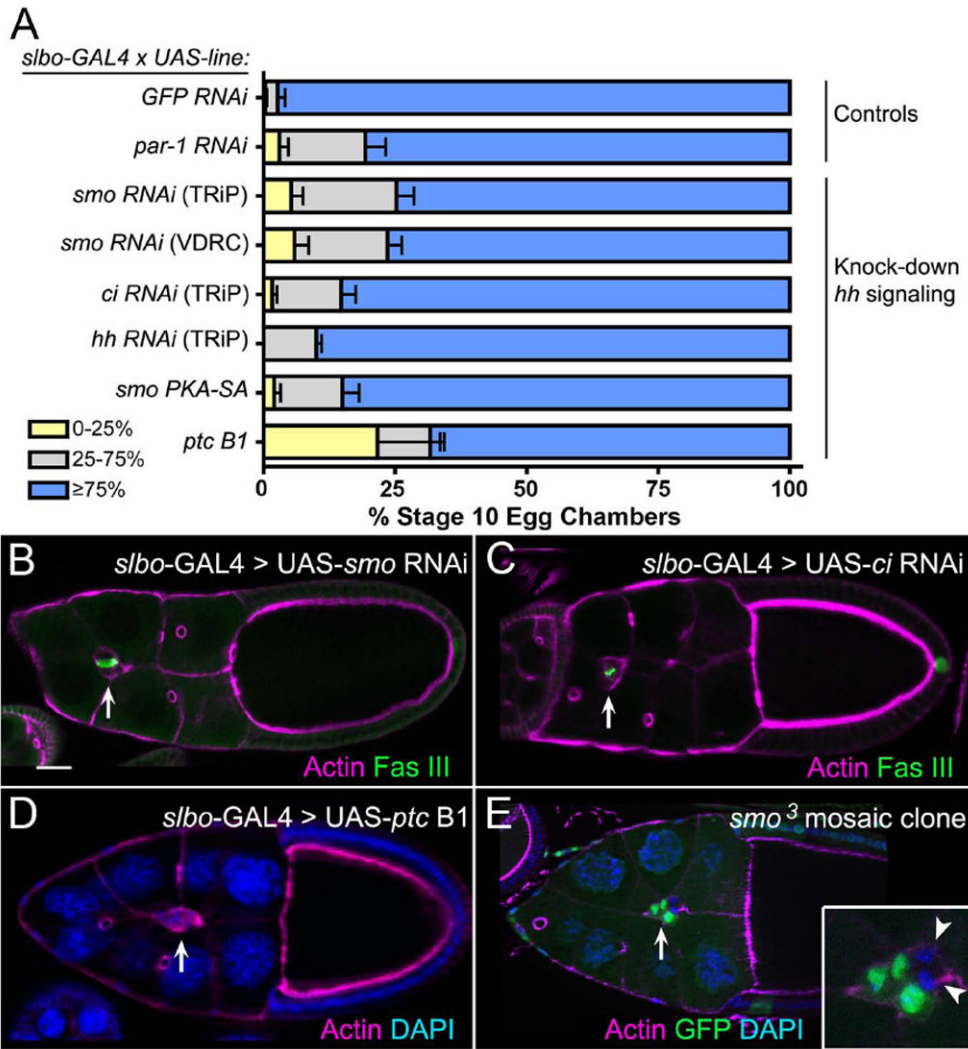 A
slbo-GAL4 x UAS-line:
GFP RNAi
par-1 RNAi
smo RNAi (TRiP)
smo RNAi (VDRC)
ci RNAi (TRiP)
hh RNAi (TRiP)
smo PKA-SA
ptc B1
Controls
Knock-down
hh signaling
0-25%
25-75%
≥75%
0 25 50 75 100
% Stage 10 Egg Chambers
B slbo-GAL4 > UAS-smo RNAi
Actin Fas III
C slbo-GAL4 > UAS-ci RNAi
Actin Fas III
D slbo-GAL4 > UAS-ptc B1
Actin DAPI
E smo³ mosaic clone
Actin GFP DAPI